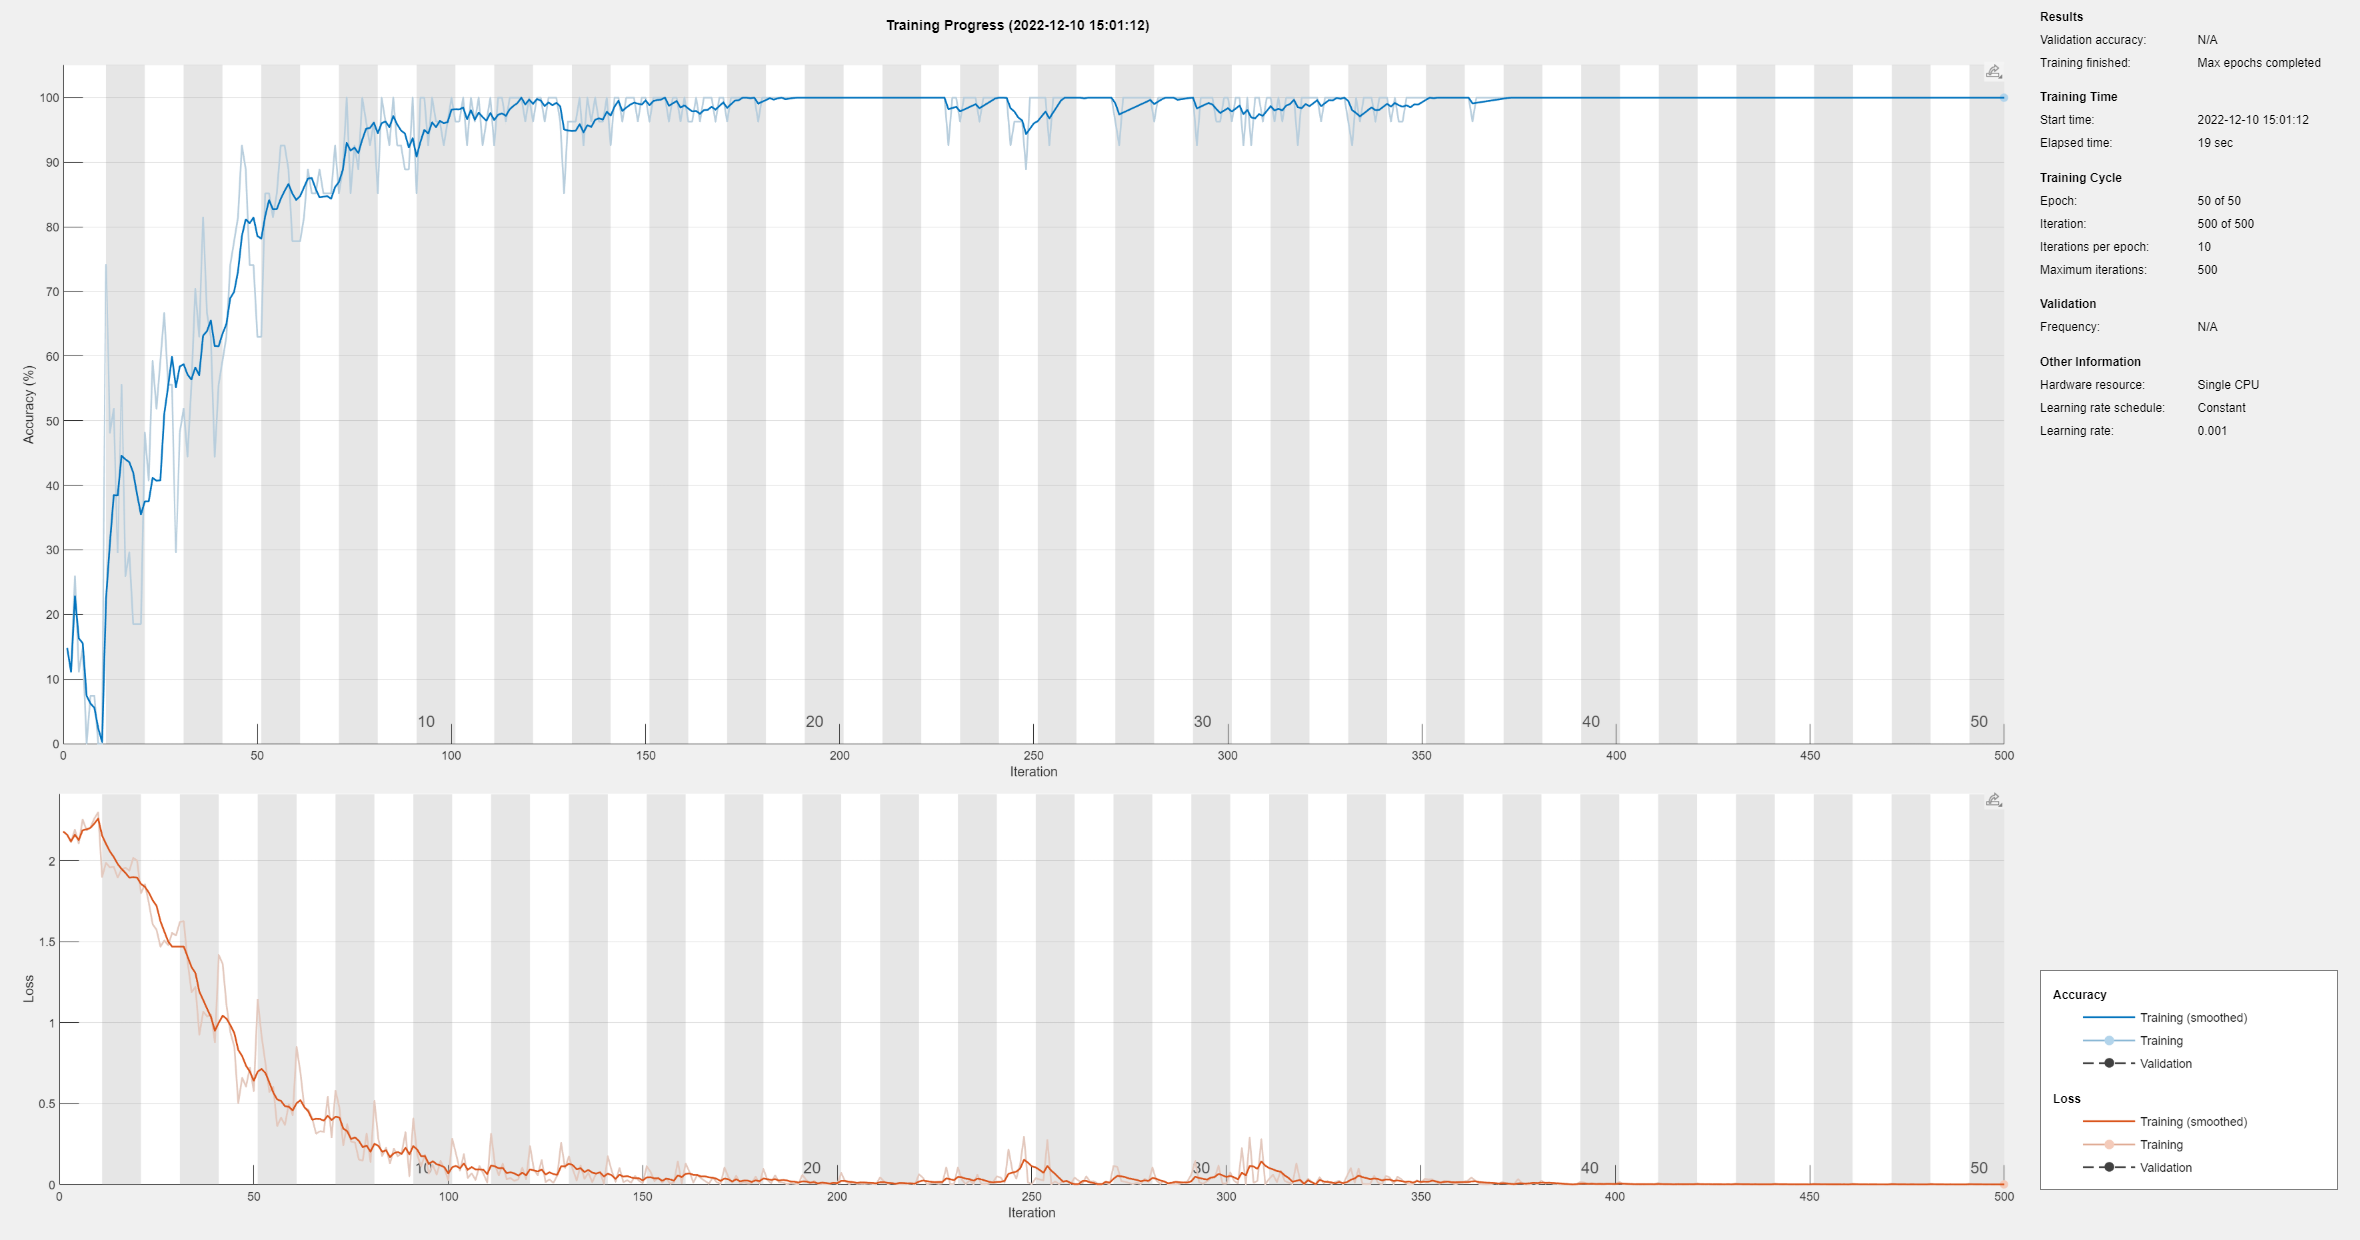 Training Progress (2022-12-10 15:01:12)
100
90
80
70
60
50
40
30
20
10
0
Accuracy (%)
10
20
30
40
50
0
50
100
150
200
250
300
350
400
450
500
Iteration
2
1.5
1
0.5
0
Loss
10
20
30
40
50
0
50
100
150
200
250
300
350
400
450
500
Iteration
Results
Validation accuracy: N/A
Training finished: Max epochs completed
Training Time
Start time: 2022-12-10 15:01:12
Elapsed time: 19 sec
Training Cycle
Epoch: 50 of 50
Iteration: 500 of 500
Iterations per epoch: 10
Maximum iterations: 500
Validation
Frequency: N/A
Other Information
Hardware resource: Single CPU
Learning rate schedule: Constant
Learning rate: 0.001
Accuracy
Training (smoothed)
Training
Validation
Loss
Training (smoothed)
Training
Validation